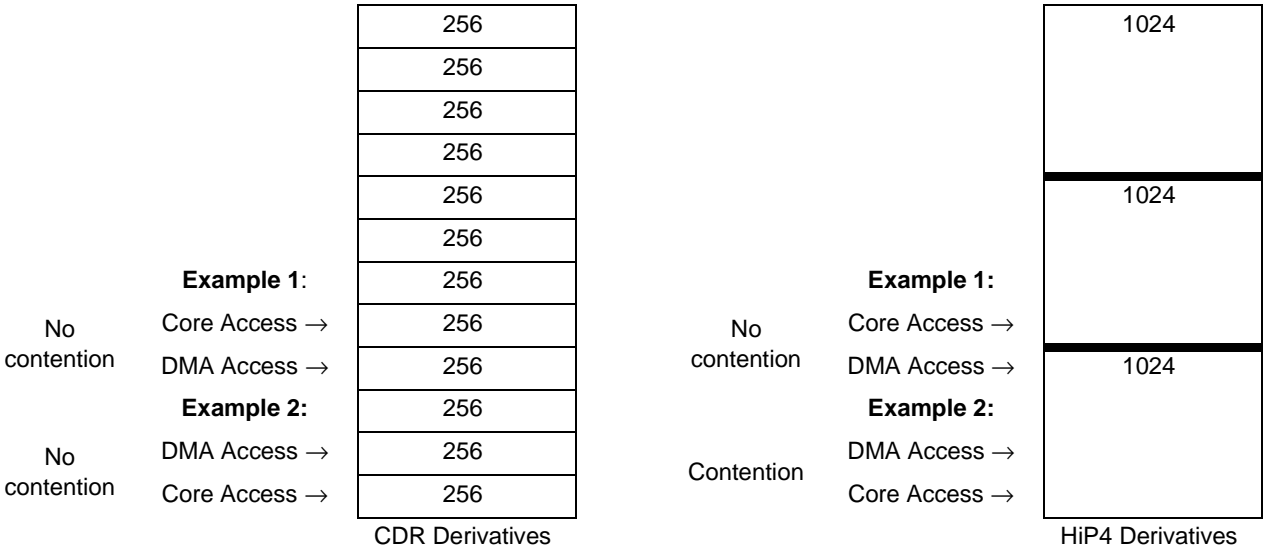 256
256
256
256
256
256
Example 1:
256
No contention
Core Access →
256
DMA Access →
256
Example 2:
256
No contention
DMA Access →
256
Core Access →
256
CDR Derivatives
1024
1024
Example 1:
No contention
Core Access →
DMA Access →
1024
Example 2:
Contention
DMA Access →
Core Access →
HiP4 Derivatives